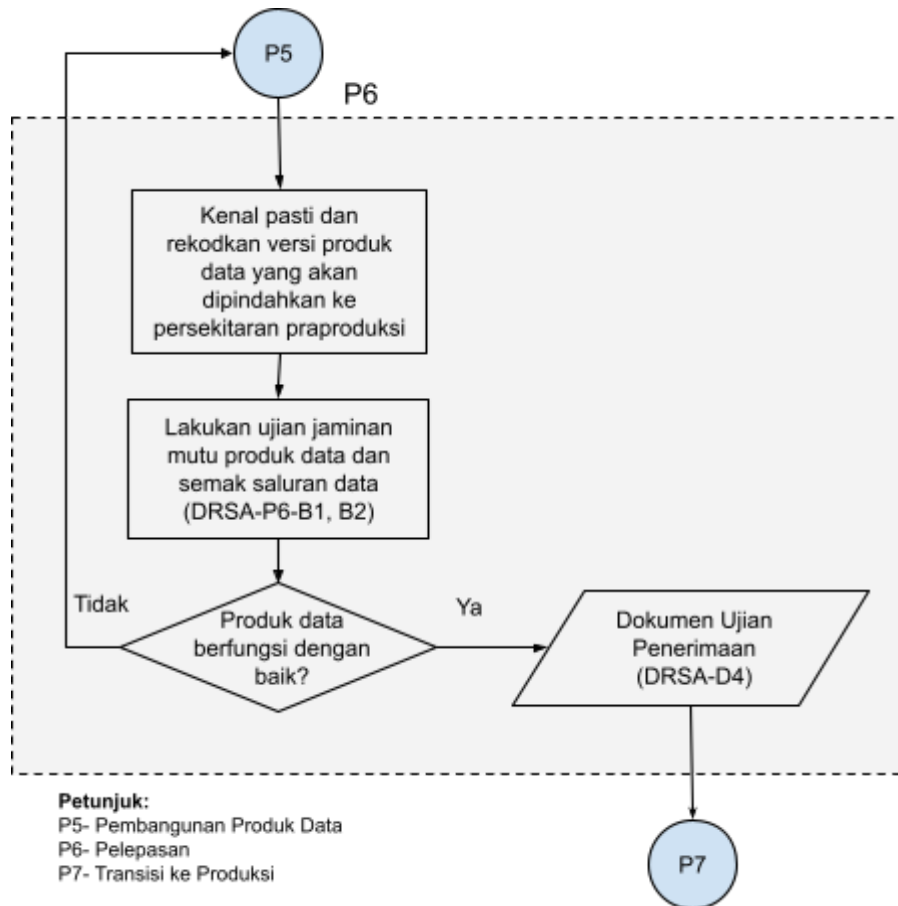 P5
P6
Kenal pasti dan
rekodkan versi produk
data yang akan
dipindahkan ke
persekitaran praproduksi
Lakukan ujian jaminan
mutu produk data dan
semak saluran data
(DRSA-P6-B1, B2)
Tidak
Produk data
berfungsi dengan
baik?
Ya
Dokumen Ujian
Penerimaan
(DRSA-D4)
Petunjuk:
P5- Pembangunan Produk Data
P6- Pelepasan
P7- Transisi ke Produksi
P7